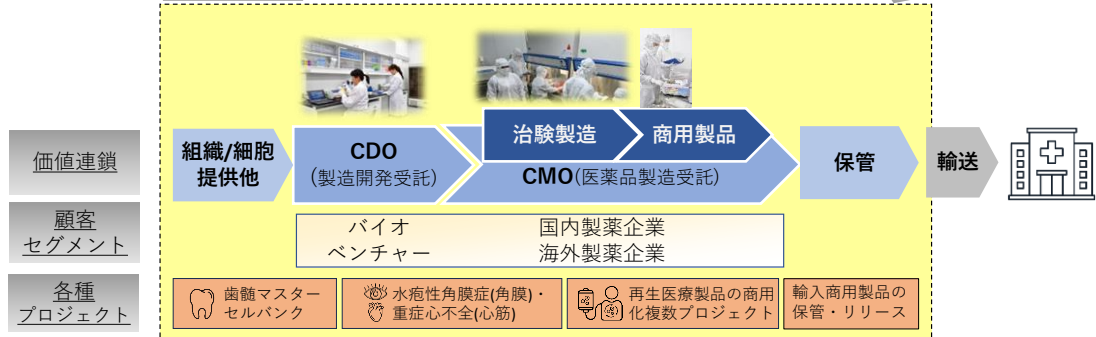 価値連鎖
組織/細胞
提供他
CDO
(製造開発受託)
治験製造
商用製品
CMO(医薬品製造受託)
保管
輸送
顧客
セグメント
バイオ
ベンチャー
国内製薬企業
海外製薬企業
各種
プロジェクト
歯髄マスター
セルバンク
水疱性角膜症(角膜)・
重症心不全(心筋)
再生医療製品の商用
化複数プロジェクト
輸入商用製品の
保管・リリース